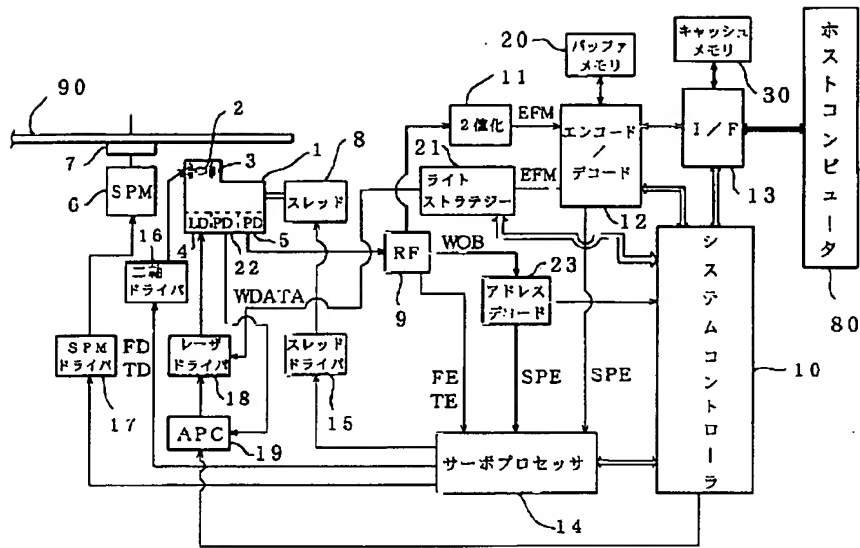 20
バッファ
メモリ
キャッシュ
メモリ
30
ホストコンピュータ
80
90
11
2値化
EFM
エンコード
/
デコード
12
I/F
13
7
2
3
1
8
6
SPM
スレッド
21
ライト
ストラテジー
EFM
LD
PD
PD
4
22
5
16
二軸
ドライバ
RF
9
WOB
23
アドレス
デコード
WDATA
システムコントローラ
10
SPM
ドライバ
17
FD
TD
レーザ
ドライバ
18
スレッド
ドライバ
15
FE
TE
SPE
SPE
APC
19
サーボプロセッサ
14